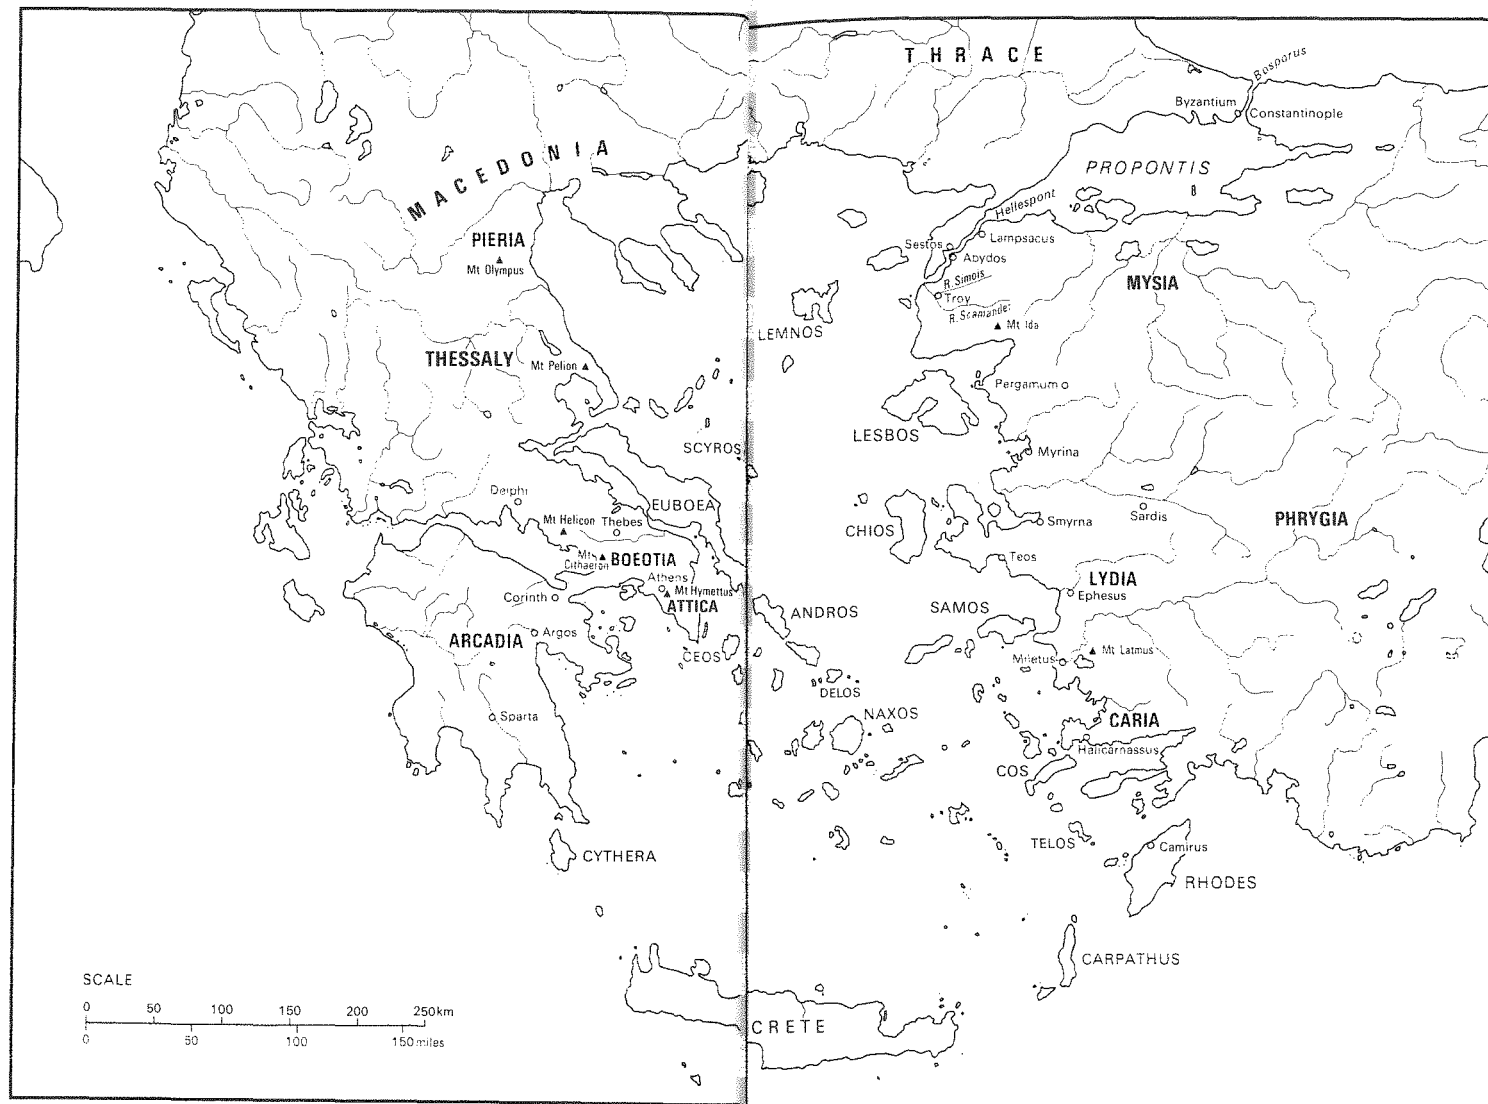 THRACE
Bosporus
Byzantium
Constantinople
MACEDONIA
PROPONTIS
Hellespont
PIERIA
Mt Olympus
Sestos
Lampsacus
Abydos
R. Simois
Troy
R. Scamander
MYSIA
Mt Ida
LEMNOS
THESSALY
Mt Pelion
Pergamum
LESBOS
SCYROS
Myrina
Delphi
EUBOEA
Mt Helicon
Thebes
CHIOS
Smyrna
Sardis
PHRYGIA
Mt
Cithaeron
BOEOTIA
Teos
Athens
Mt Hymettus
LYDIA
Ephesus
Corinth
ATTICA
ANDROS
SAMOS
ARCADIA
Argos
CEOS
Miletus
Mt Latmus
DELOS
Sparta
NAXOS
CARIA
Halicarnassus
COS
TELOS
Camirus
CYTHERA
RHODES
CARPATHUS
CRETE
SCALE
0 50 100 150 200 250km
0 50 100 150miles